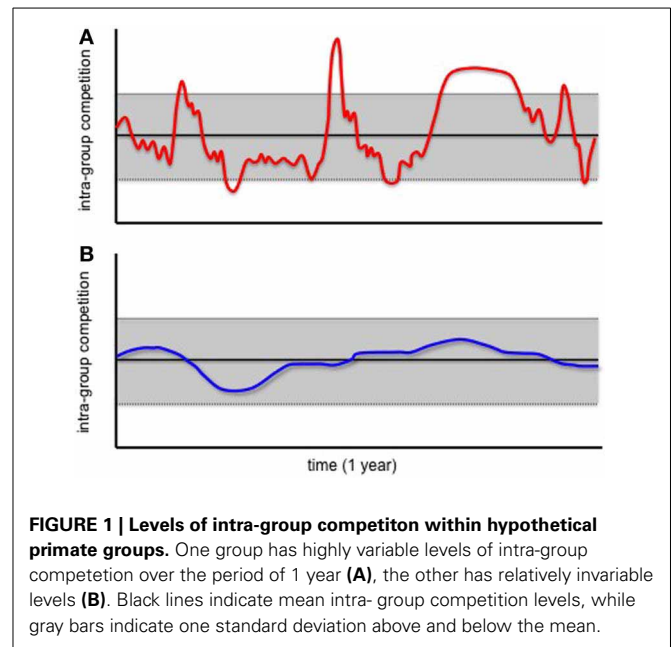 A
intra-group competition
B
intra-group competition
time (1 year)
FIGURE 1 | Levels of intra-group competiton within hypothetical
primate groups. One group has highly variable levels of intra-group
competetion over the period of 1 year (A), the other has relatively invariable
levels (B). Black lines indicate mean intra- group competition levels, while
gray bars indicate one standard deviation above and below the mean.